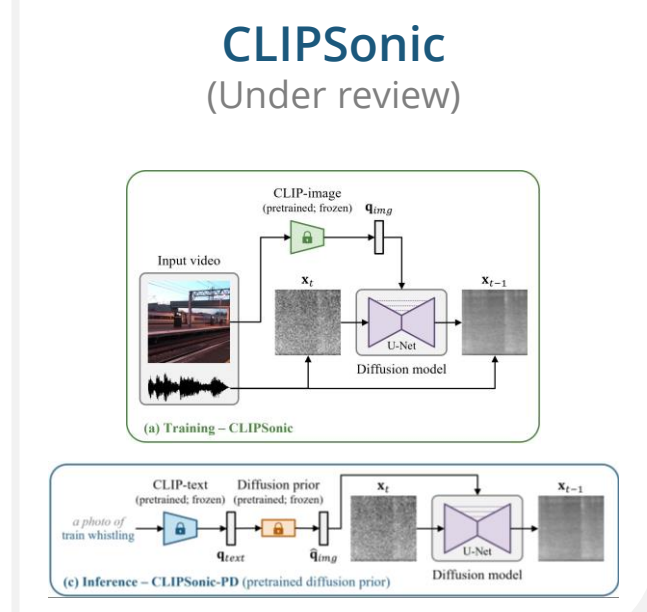 CLIPSonic
(Under review)
CLIP-image
(pretrained; frozen)
q_img
Input video
x_t
x_{t−1}
U-Net
Diffusion model
(a) Training – CLIPSonic
CLIP-text
(pretrained; frozen)
Diffusion prior
(pretrained; frozen)
x_t
x_{t−1}
a photo of
train whistling
q_text
q̂_img
U-Net
Diffusion model
(c) Inference – CLIPSonic-PD (pretrained diffusion prior)